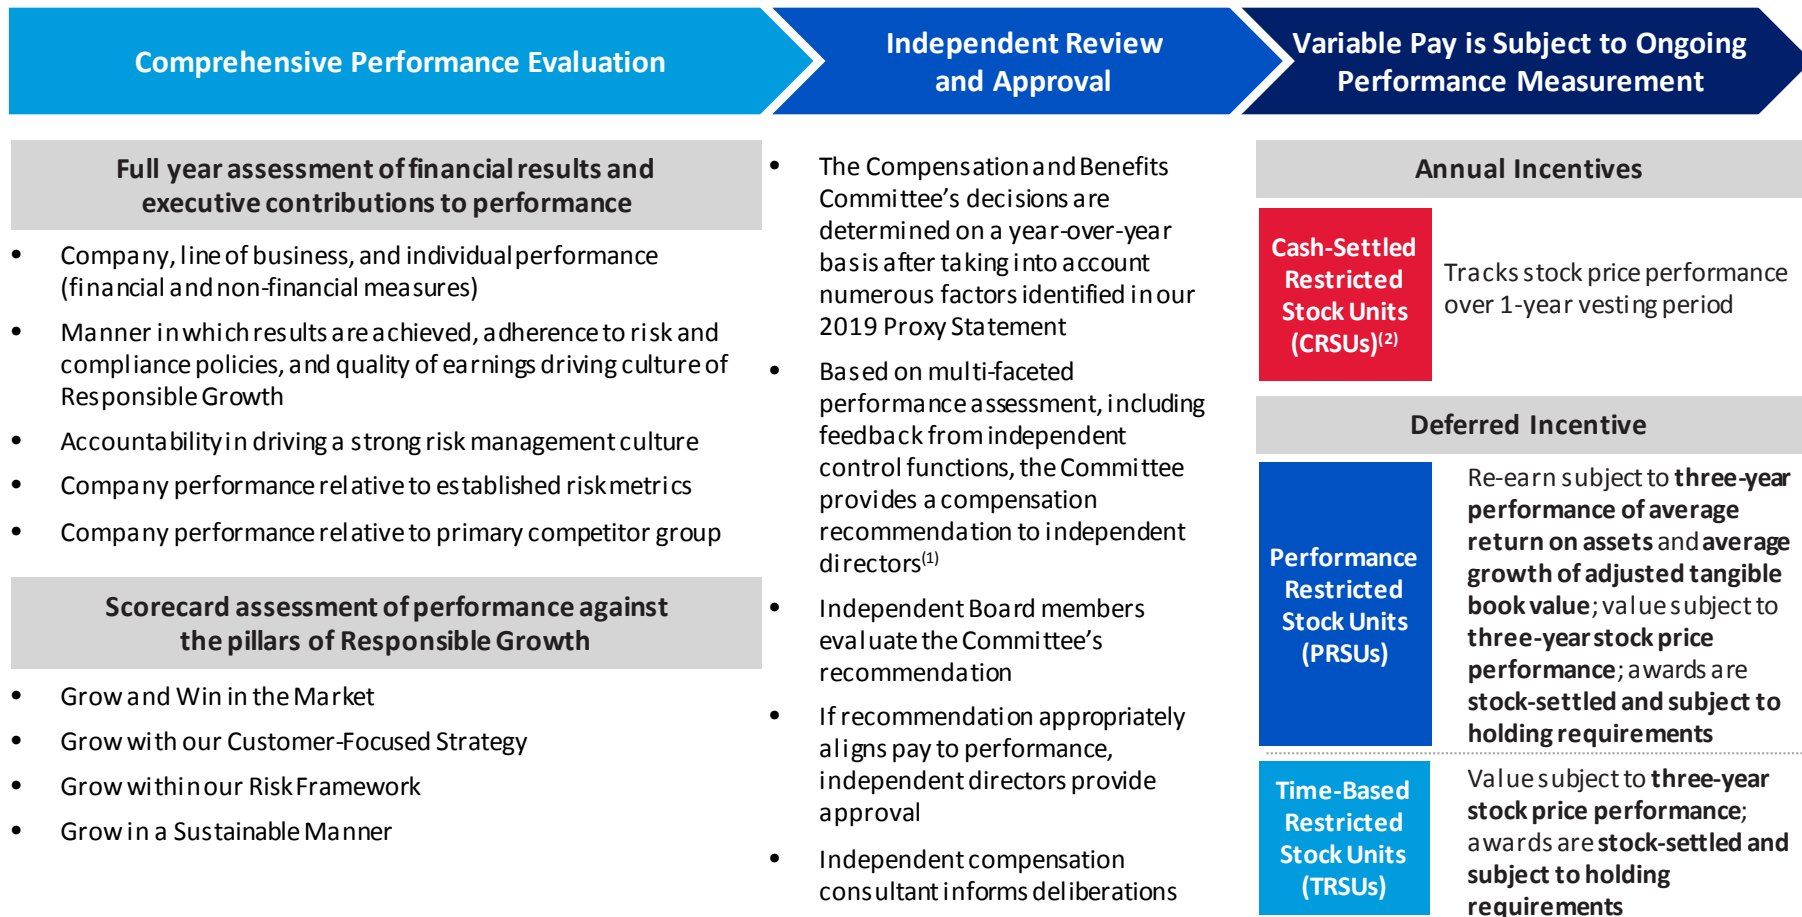 Comprehensive Performance Evaluation
Independent Review
and Approval
Variable Pay is Subject to Ongoing
Performance Measurement
Full year assessment of financial results and
executive contributions to performance
• Company, line of business, and individual performance
(financial and non-financial measures)
• Manner in which results are achieved, adherence to risk and
compliance policies, and quality of earnings driving culture of
Responsible Growth
• Accountability in driving a strong risk management culture
• Company performance relative to established risk metrics
• Company performance relative to primary competitor group
Scorecard assessment of performance against
the pillars of Responsible Growth
• Grow and Win in the Market
• Grow with our Customer-Focused Strategy
• Grow within our Risk Framework
• Grow in a Sustainable Manner
• The Compensation and Benefits
Committee’s decisions are
determined on a year-over-year
basis after taking into account
numerous factors identified in our
2019 Proxy Statement
• Based on multi-faceted
performance assessment, including
feedback from independent
control functions, the Committee
provides a compensation
recommendation to independent
directors(1)
• Independent Board members
evaluate the Committee’s
recommendation
• If recommendation appropriately
aligns pay to performance,
independent directors provide
approval
• Independent compensation
consultant informs deliberations
Annual Incentives
Cash-Settled
Restricted
Stock Units
(CRSUs)(2)
Tracks stock price performance
over 1-year vesting period
Deferred Incentive
Performance
Restricted
Stock Units
(PRSUs)
Re-earn subject to three-year
performance of average
return on assets and average
growth of adjusted tangible
book value; value subject to
three-year stock price
performance; awards are
stock-settled and subject to
holding requirements
Time-Based
Restricted
Stock Units
(TRSUs)
Value subject to three-year
stock price performance;
awards are stock-settled and
subject to holding
requirements